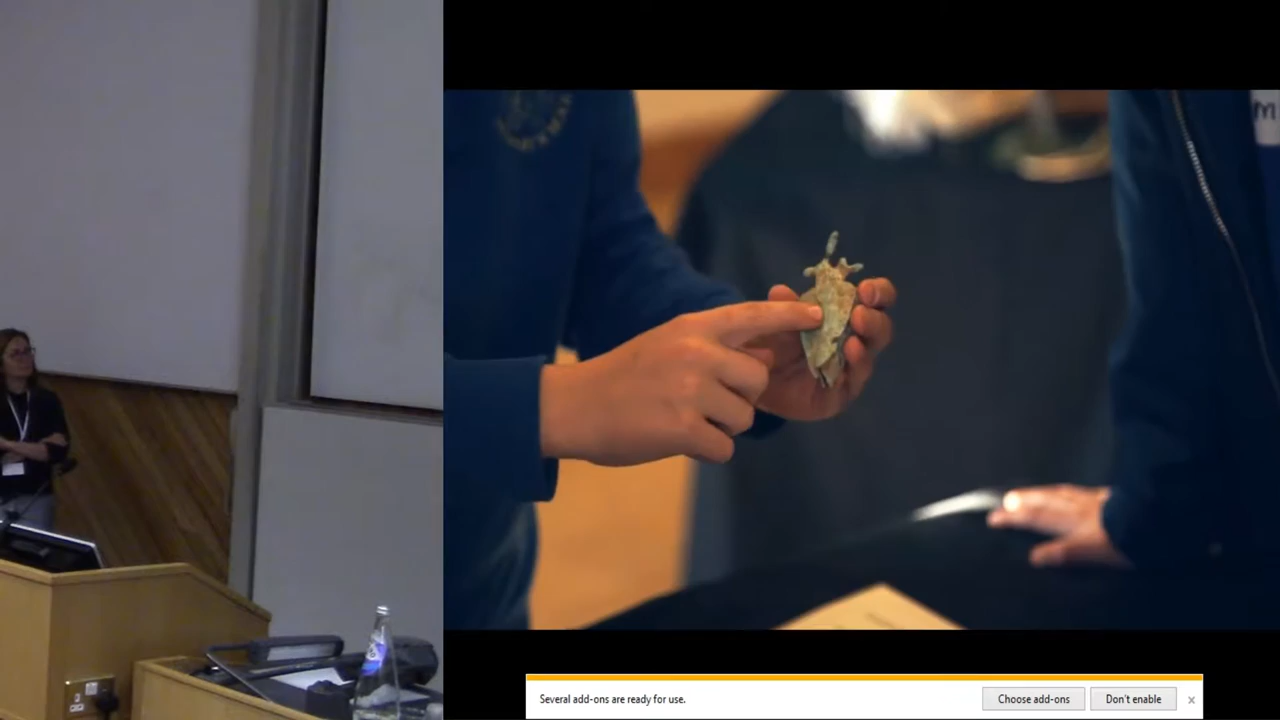 M
Several add-ons are ready for use.
Choose add-ons
Don't enable
x